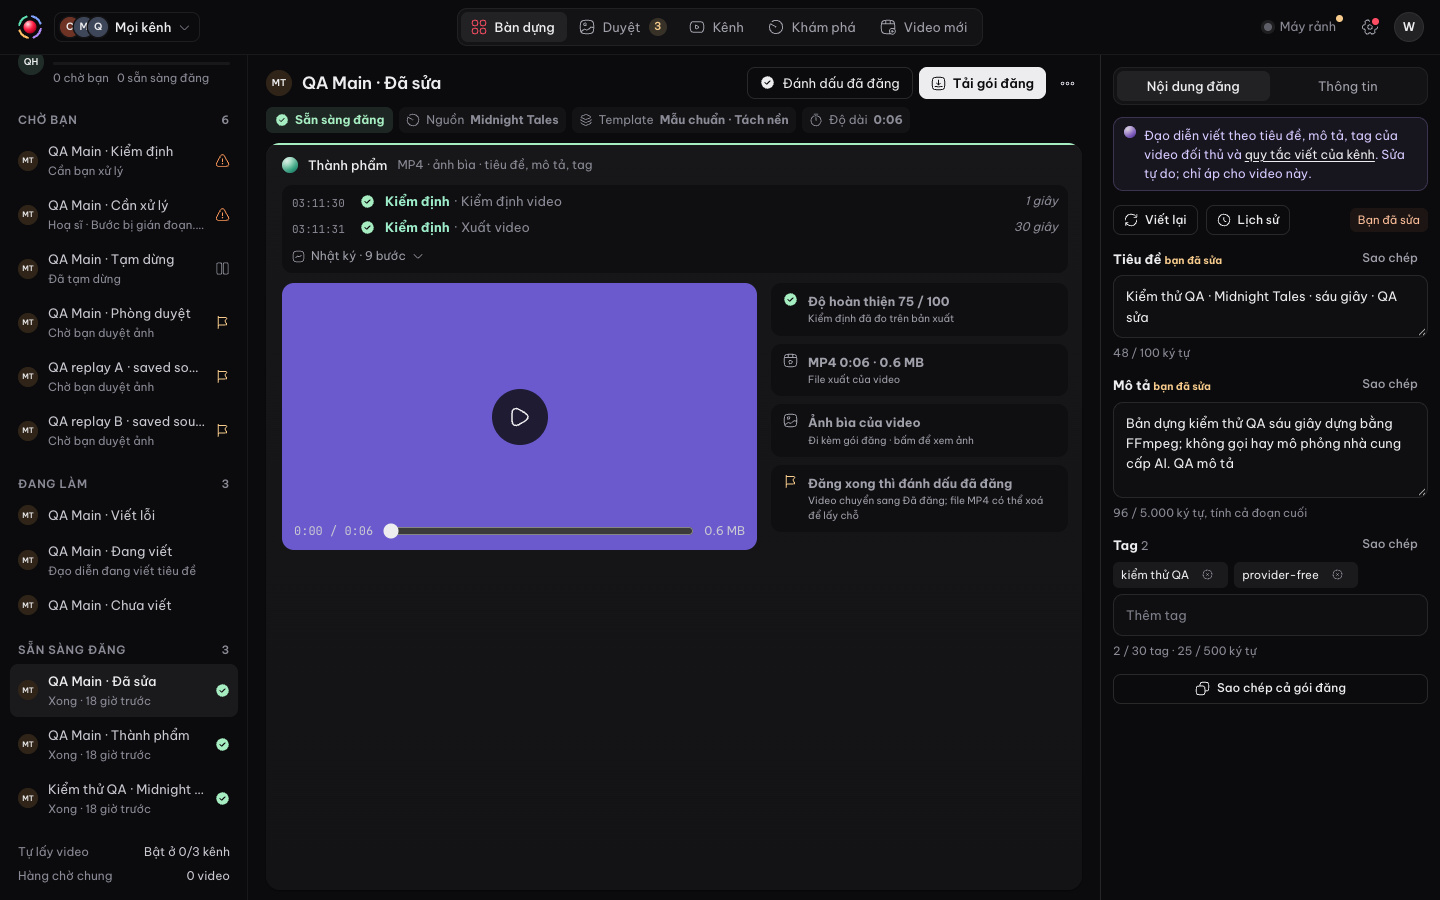 C M Q Mọi kênh
Bàn dựng
Duyệt 3
Kênh
Khám phá
Video mới
Máy rảnh
W
QH
0 chờ bạn 0 sẵn sàng đăng
CHỜ BẠN 6
MT QA Main · Kiểm định
Cần bạn xử lý
MT QA Main · Cần xử lý
Hoạ sĩ · Bước bị gián đoạn....
MT QA Main · Tạm dừng
Đã tạm dừng
MT QA Main · Phòng duyệt
Chờ bạn duyệt ảnh
MT QA replay A · saved so...
Chờ bạn duyệt ảnh
MT QA replay B · saved sou...
Chờ bạn duyệt ảnh
ĐANG LÀM 3
MT QA Main · Viết lỗi
MT QA Main · Đang viết
Đạo diễn đang viết tiêu đề
MT QA Main · Chưa viết
SẴN SÀNG ĐĂNG 3
MT QA Main · Đã sửa
Xong · 18 giờ trước
MT QA Main · Thành phẩm
Xong · 18 giờ trước
MT Kiểm thử QA · Midnight ...
Xong · 18 giờ trước
Tự lấy video Bật ở 0/3 kênh
Hàng chờ chung 0 video
MT QA Main · Đã sửa
Đánh dấu đã đăng
Tải gói đăng
Sẵn sàng đăng
Nguồn Midnight Tales
Template Mẫu chuẩn · Tách nền
Độ dài 0:06
Thành phẩm MP4 · ảnh bìa · tiêu đề, mô tả, tag
03:11:30 Kiểm định · Kiểm định video 1 giây
03:11:31 Kiểm định · Xuất video 30 giây
Nhật ký · 9 bước
0:00 / 0:06 0.6 MB
Độ hoàn thiện 75 / 100
Kiểm định đã đo trên bản xuất
MP4 0:06 · 0.6 MB
File xuất của video
Ảnh bìa của video
Đi kèm gói đăng · bấm để xem ảnh
Đăng xong thì đánh dấu đã đăng
Video chuyển sang Đã đăng; file MP4 có thể xoá
để lấy chỗ
Nội dung đăng
Thông tin
Đạo diễn viết theo tiêu đề, mô tả, tag của
video đối thủ và quy tắc viết của kênh. Sửa
tự do; chỉ áp cho video này.
Viết lại
Lịch sử
Bạn đã sửa
Tiêu đề bạn đã sửa Sao chép
Kiểm thử QA · Midnight Tales · sáu giây · QA
sửa
48 / 100 ký tự
Mô tả bạn đã sửa Sao chép
Bản dựng kiểm thử QA sáu giây dựng bằng
FFmpeg; không gọi hay mô phỏng nhà cung
cấp AI. QA mô tả
96 / 5.000 ký tự, tính cả đoạn cuối
Tag 2 Sao chép
kiểm thử QA
provider-free
Thêm tag
2 / 30 tag · 25 / 500 ký tự
Sao chép cả gói đăng